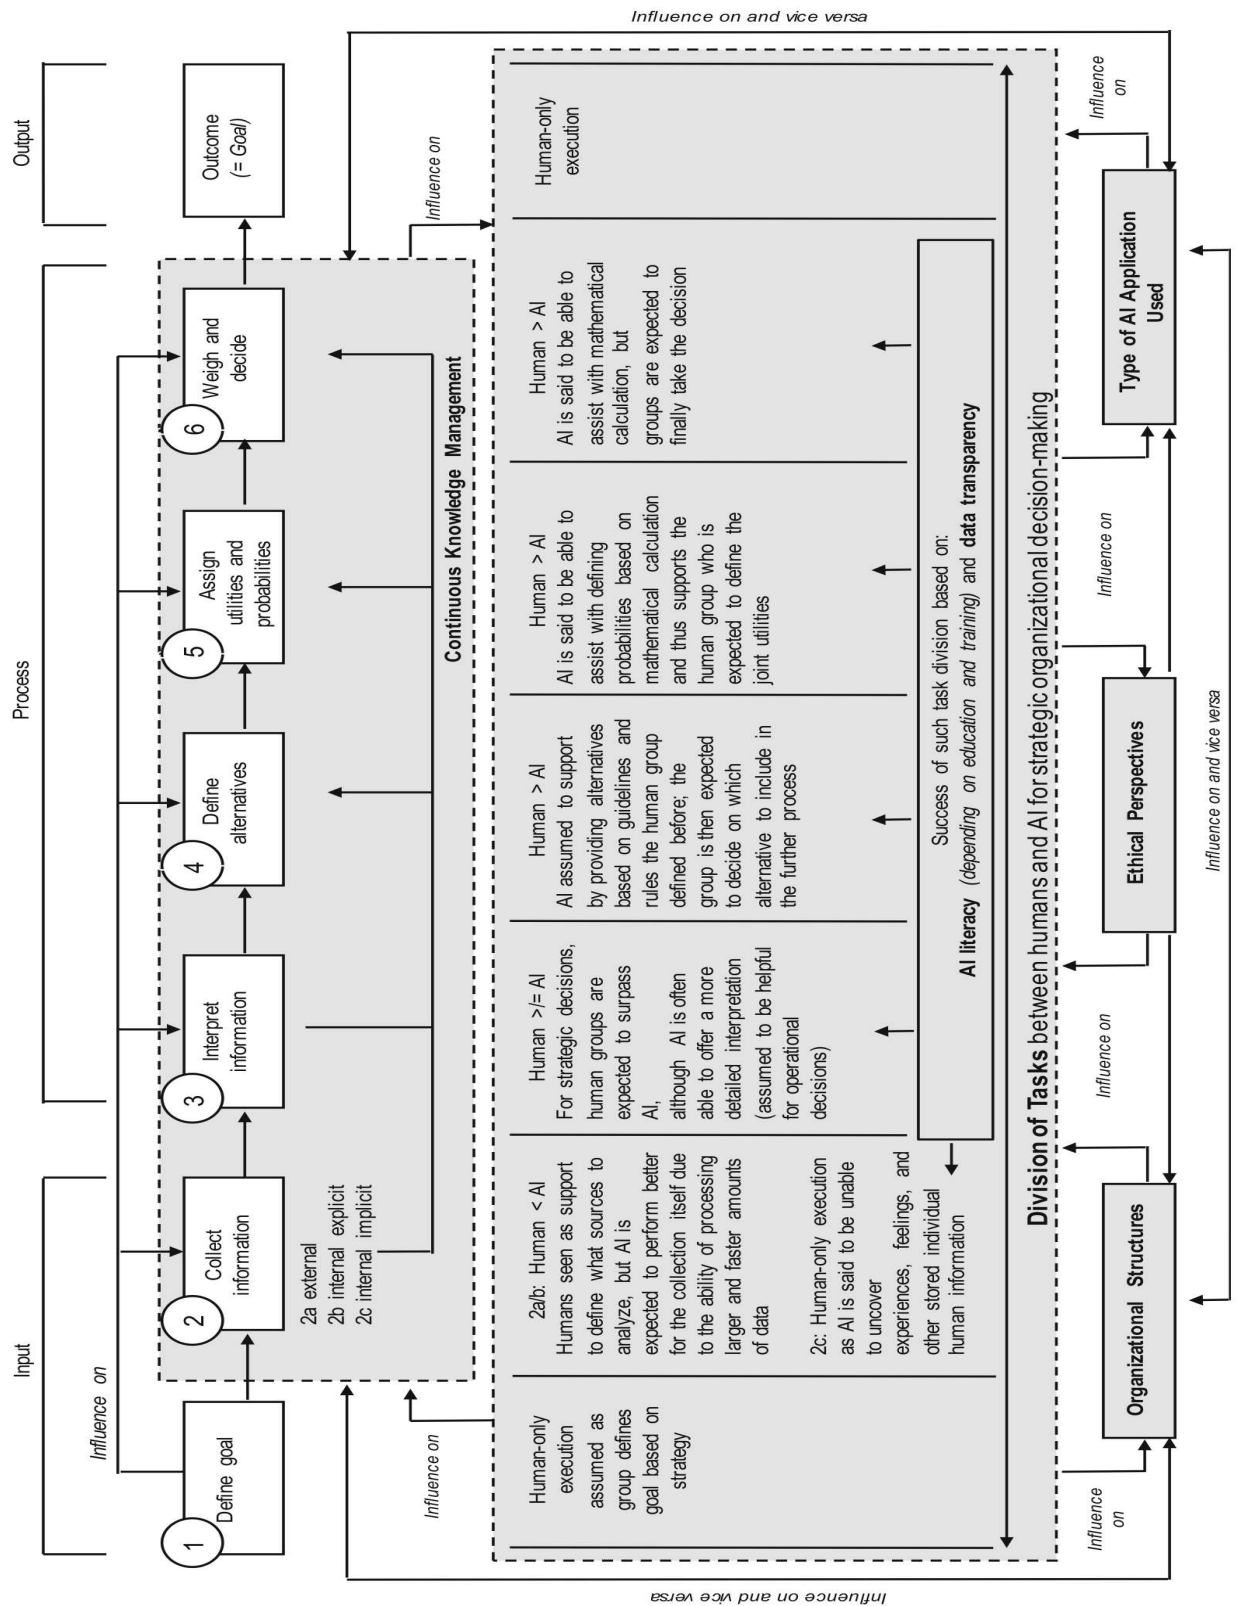 Input
Process
Output
Influence on
1
Define goal
2
Collect
information
3
Interpret
information
4
Define
alternatives
5
Assign
utilities and
probabilities
6
Weigh and
decide
Outcome
(= Goal)
2a external
2b internal explicit
2c internal implicit
Continuous Knowledge Management
Influence on
Influence on
Influence on and vice versa
Influence on and vice versa
Human-only
execution
assumed as
group defines
goal based on
strategy
2a/b: Human < AI
Humans seen as support
to define what sources to
analyze, but AI is
expected to perform better
for the collection itself due
to the ability of processing
larger and faster amounts
of data
2c: Human-only execution
as AI is said to be unable
to uncover
experiences, feelings, and
other stored individual
human information
Human >/= AI
For strategic decisions,
human groups are
expected to surpass
AI,
although AI is often
able to offer a more
detailed interpretation
(assumed to be helpful
for operational
decisions)
Human > AI
AI assumed to support
by providing alternatives
based on guidelines and
rules the human group
defined before; the
group is then expected
to decide on which
alternative to include in
the further process
Human > AI
AI is said to be able to
assist with defining
probabilities based on
mathematical calculation
and thus supports the
human group who is
expected to define the
joint utilities
Human > AI
AI is said to be able to
assist with mathematical
calculation, but
groups are expected to
finally take the decision
Human-only
execution
Success of such task division based on:
AI literacy (depending on education and training) and data transparency
Division of Tasks between humans and AI for strategic organizational decision-making
Influence
on
Influence on
Influence on
Influence
on
Organizational Structures
Ethical Perspectives
Type of AI Application
Used
Influence on and vice versa